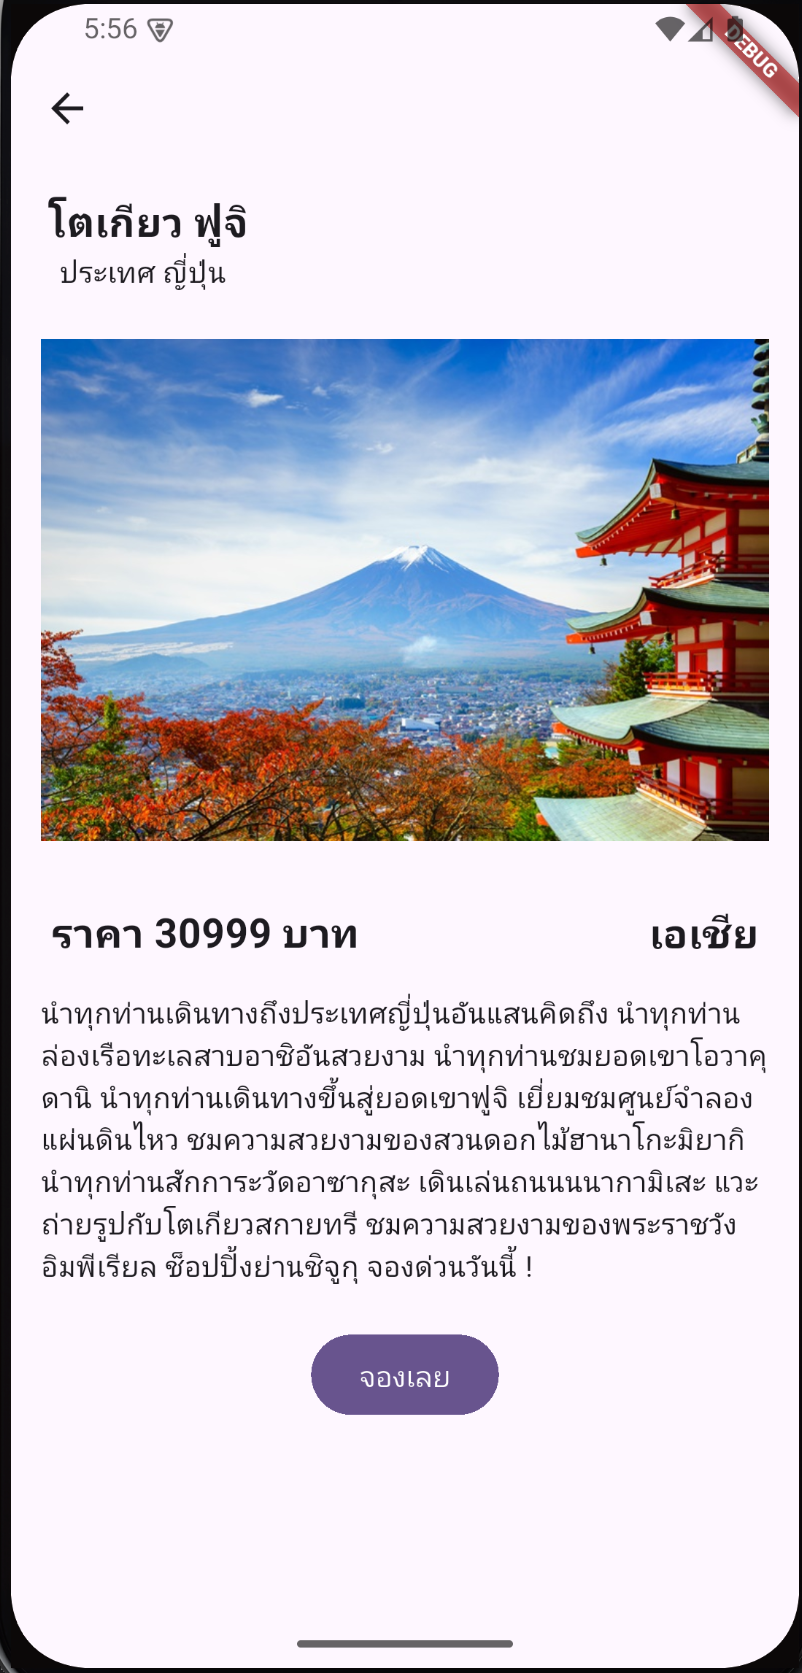 5:56
DEBUG
โตเกียว ฟูจิ
ประเทศ ญี่ปุ่น
ราคา 30999 บาท
เอเชีย
นำทุกท่านเดินทางถึงประเทศญี่ปุ่นอันแสนคิดถึง นำทุกท่าน
ล่องเรือทะเลสาบอาชิอันสวยงาม นำทุกท่านชมยอดเขาโอวาคุ
ดานิ นำทุกท่านเดินทางขึ้นสู่ยอดเขาฟูจิ เยี่ยมชมศูนย์จำลอง
แผ่นดินไหว ชมความสวยงามของสวนดอกไม้ฮานาโกะมิยากิ
นำทุกท่านสักการะวัดอาซากุสะ เดินเล่นถนนนนากามิเสะ แวะ
ถ่ายรูปกับโตเกียวสกายทรี ชมความสวยงามของพระราชวัง
อิมพีเรียล ช็อปปิ้งย่านชิจูกุ จองด่วนวันนี้ !
จองเลย